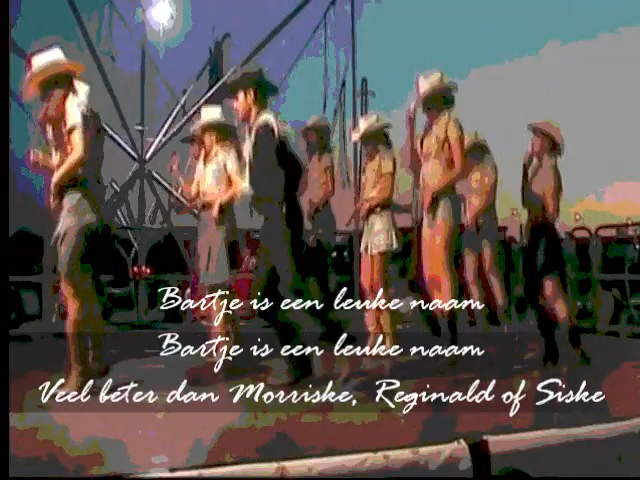 Bartje is een leuke naam
Bartje is een leuke naam
Veel beter dan Morriske, Reginald of Siske